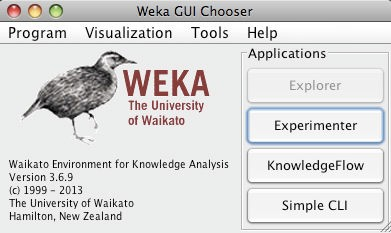 Weka GUI Chooser
Program Visualization Tools Help
WEKA
The University
of Waikato
Waikato Environment for Knowledge Analysis
Version 3.6.9
(c) 1999 - 2013
The University of Waikato
Hamilton, New Zealand
Applications
Explorer
Experimenter
KnowledgeFlow
Simple CLI